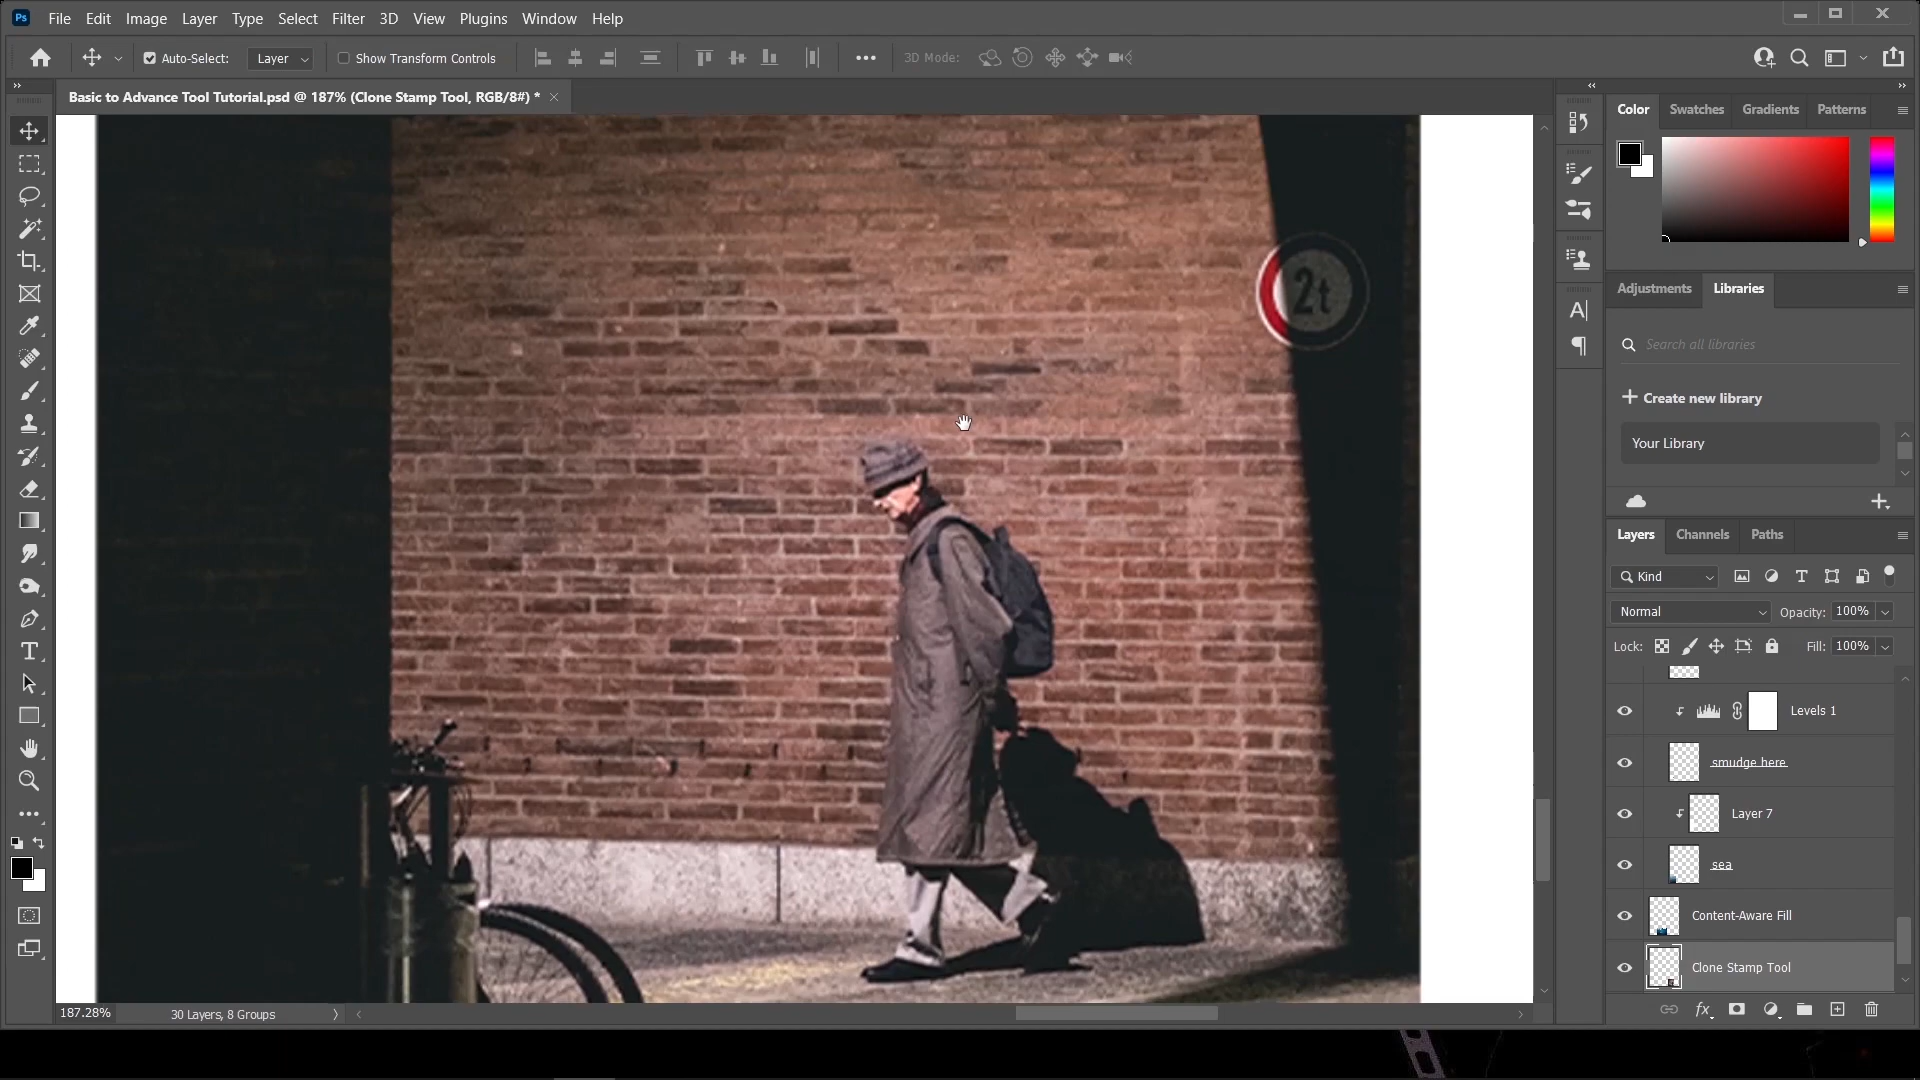 Ps File Edit Image Layer Type Select Filter 3D View Plugins Window Help
Auto-Select: Layer Show Transform Controls 3D Mode:
Basic to Advance Tool Tutorial.psd @ 187% (Clone Stamp Tool, RGB/8#) *
Color Swatches Gradients Patterns
2t
Adjustments Libraries
Search all libraries
Create new library
Your Library
Layers Channels Paths
Kind
Normal Opacity: 100%
Lock: Fill: 100%
Levels 1
smudge here
Layer 7
sea
Content-Aware Fill
Clone Stamp Tool
187.28% 30 Layers, 8 Groups
fx